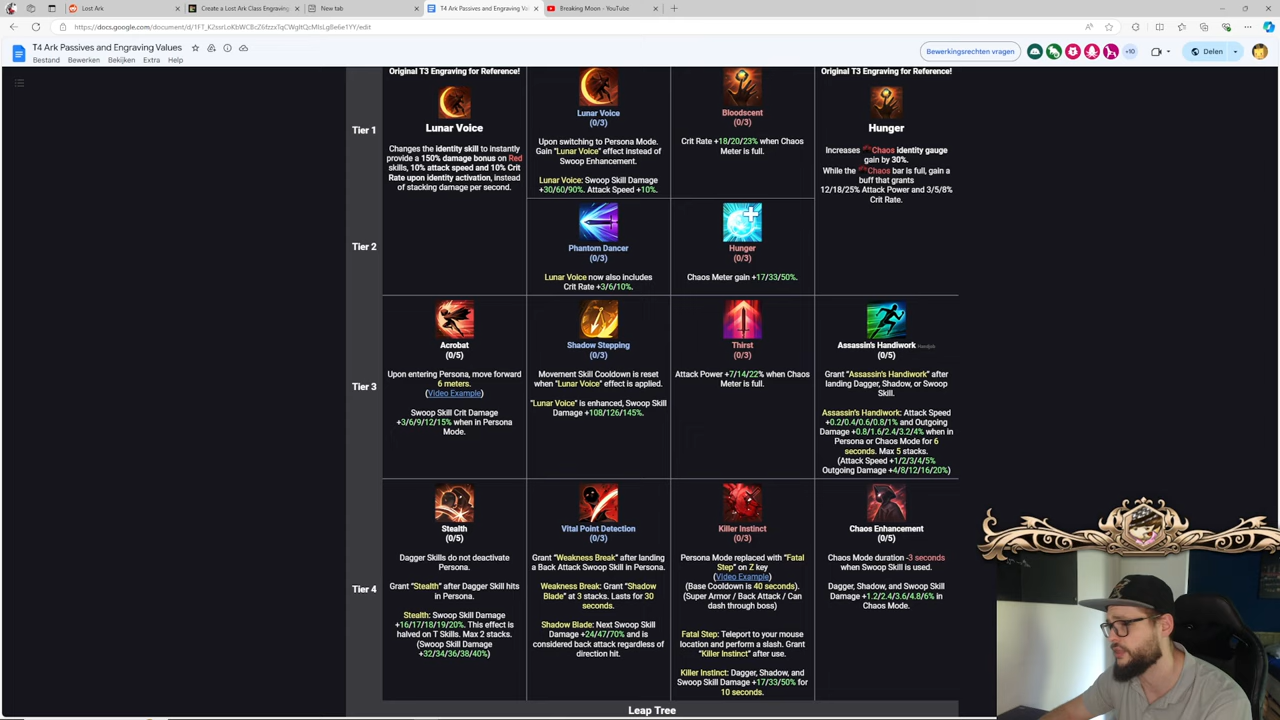 Lost Ark
Create a Lost Ark Class Engraving
New tab
T4 Ark Passives and Engraving Val
Breaking Moon - YouTube
T4 Ark Passives and Engraving Values
Bestand Bewerken Bekijken Extra Help
Bewerkingsrechten vragen
+10
Delen
Original T3 Engraving for Reference!
Original T3 Engraving for Reference!
Tier 1
Lunar Voice
Changes the identity skill to instantly
provide a 150% damage bonus on Red
skills, 10% attack speed and 10% Crit
Rate upon identity activation, instead
of stacking damage per second.
Lunar Voice
(0/3)
Upon switching to Persona Mode.
Gain "Lunar Voice" effect instead of
Swoop Enhancement.
Lunar Voice: Swoop Skill Damage
+30/60/90%. Attack Speed +10%.
Bloodscent
(0/3)
Crit Rate +18/20/23% when Chaos
Meter is full.
Hunger
Increases Chaos identity gauge
gain by 30%.
While the Chaos bar is full, gain a
buff that grants
12/18/25% Attack Power and 3/5/8%
Crit Rate.
Tier 2
Phantom Dancer
(0/3)
Lunar Voice now also includes
Crit Rate +3/6/10%.
Hunger
(0/3)
Chaos Meter gain +17/33/50%.
Tier 3
Acrobat
(0/5)
Upon entering Persona, move forward
6 meters.
(Video Example)
Swoop Skill Crit Damage
+3/6/9/12/15% when in Persona
Mode.
Shadow Stepping
(0/3)
Movement Skill Cooldown is reset
when "Lunar Voice" effect is applied.
"Lunar Voice" is enhanced, Swoop Skill
Damage +108/126/145%.
Thirst
(0/3)
Attack Power +7/14/22% when Chaos
Meter is full.
Assassin's Handiwork
(0/5)
Grant "Assassin's Handiwork" after
landing Dagger, Shadow, or Swoop
Skill.
Assassin's Handiwork: Attack Speed
+0.2/0.4/0.6/0.8/1% and Outgoing
Damage +0.8/1.6/2.4/3.2/4% when in
Persona or Chaos Mode for 6
seconds. Max 5 stacks.
(Attack Speed +1/2/3/4/5%
Outgoing Damage +4/8/12/16/20%)
Tier 4
Stealth
(0/5)
Dagger Skills do not deactivate
Persona.
Grant "Stealth" after Dagger Skill hits
in Persona.
Stealth: Swoop Skill Damage
+16/17/18/19/20%. This effect is
halved on T Skills. Max 2 stacks.
(Swoop Skill Damage
+32/34/36/38/40%)
Vital Point Detection
(0/3)
Grant "Weakness Break" after landing
a Back Attack Swoop Skill in Persona.
Weakness Break: Grant "Shadow
Blade" at 3 stacks. Lasts for 30
seconds.
Shadow Blade: Next Swoop Skill
Damage +24/47/70% and is
considered back attack regardless of
direction hit.
Killer Instinct
(0/3)
Persona Mode replaced with "Fatal
Step" on Z key
(Video Example)
(Base Cooldown is 40 seconds).
(Super Armor / Back Attack / Can
dash through boss)
Fatal Step: Teleport to your mouse
location and perform a slash. Grant
"Killer Instinct" after use.
Killer Instinct: Dagger, Shadow, and
Swoop Skill Damage +17/33/50% for
10 seconds.
Chaos Enhancement
(0/5)
Chaos Mode duration -3 seconds
when Swoop Skill is used.
Dagger, Shadow, and Swoop Skill
Damage +1.2/2.4/3.6/4.8/6% in
Chaos Mode.
Leap Tree